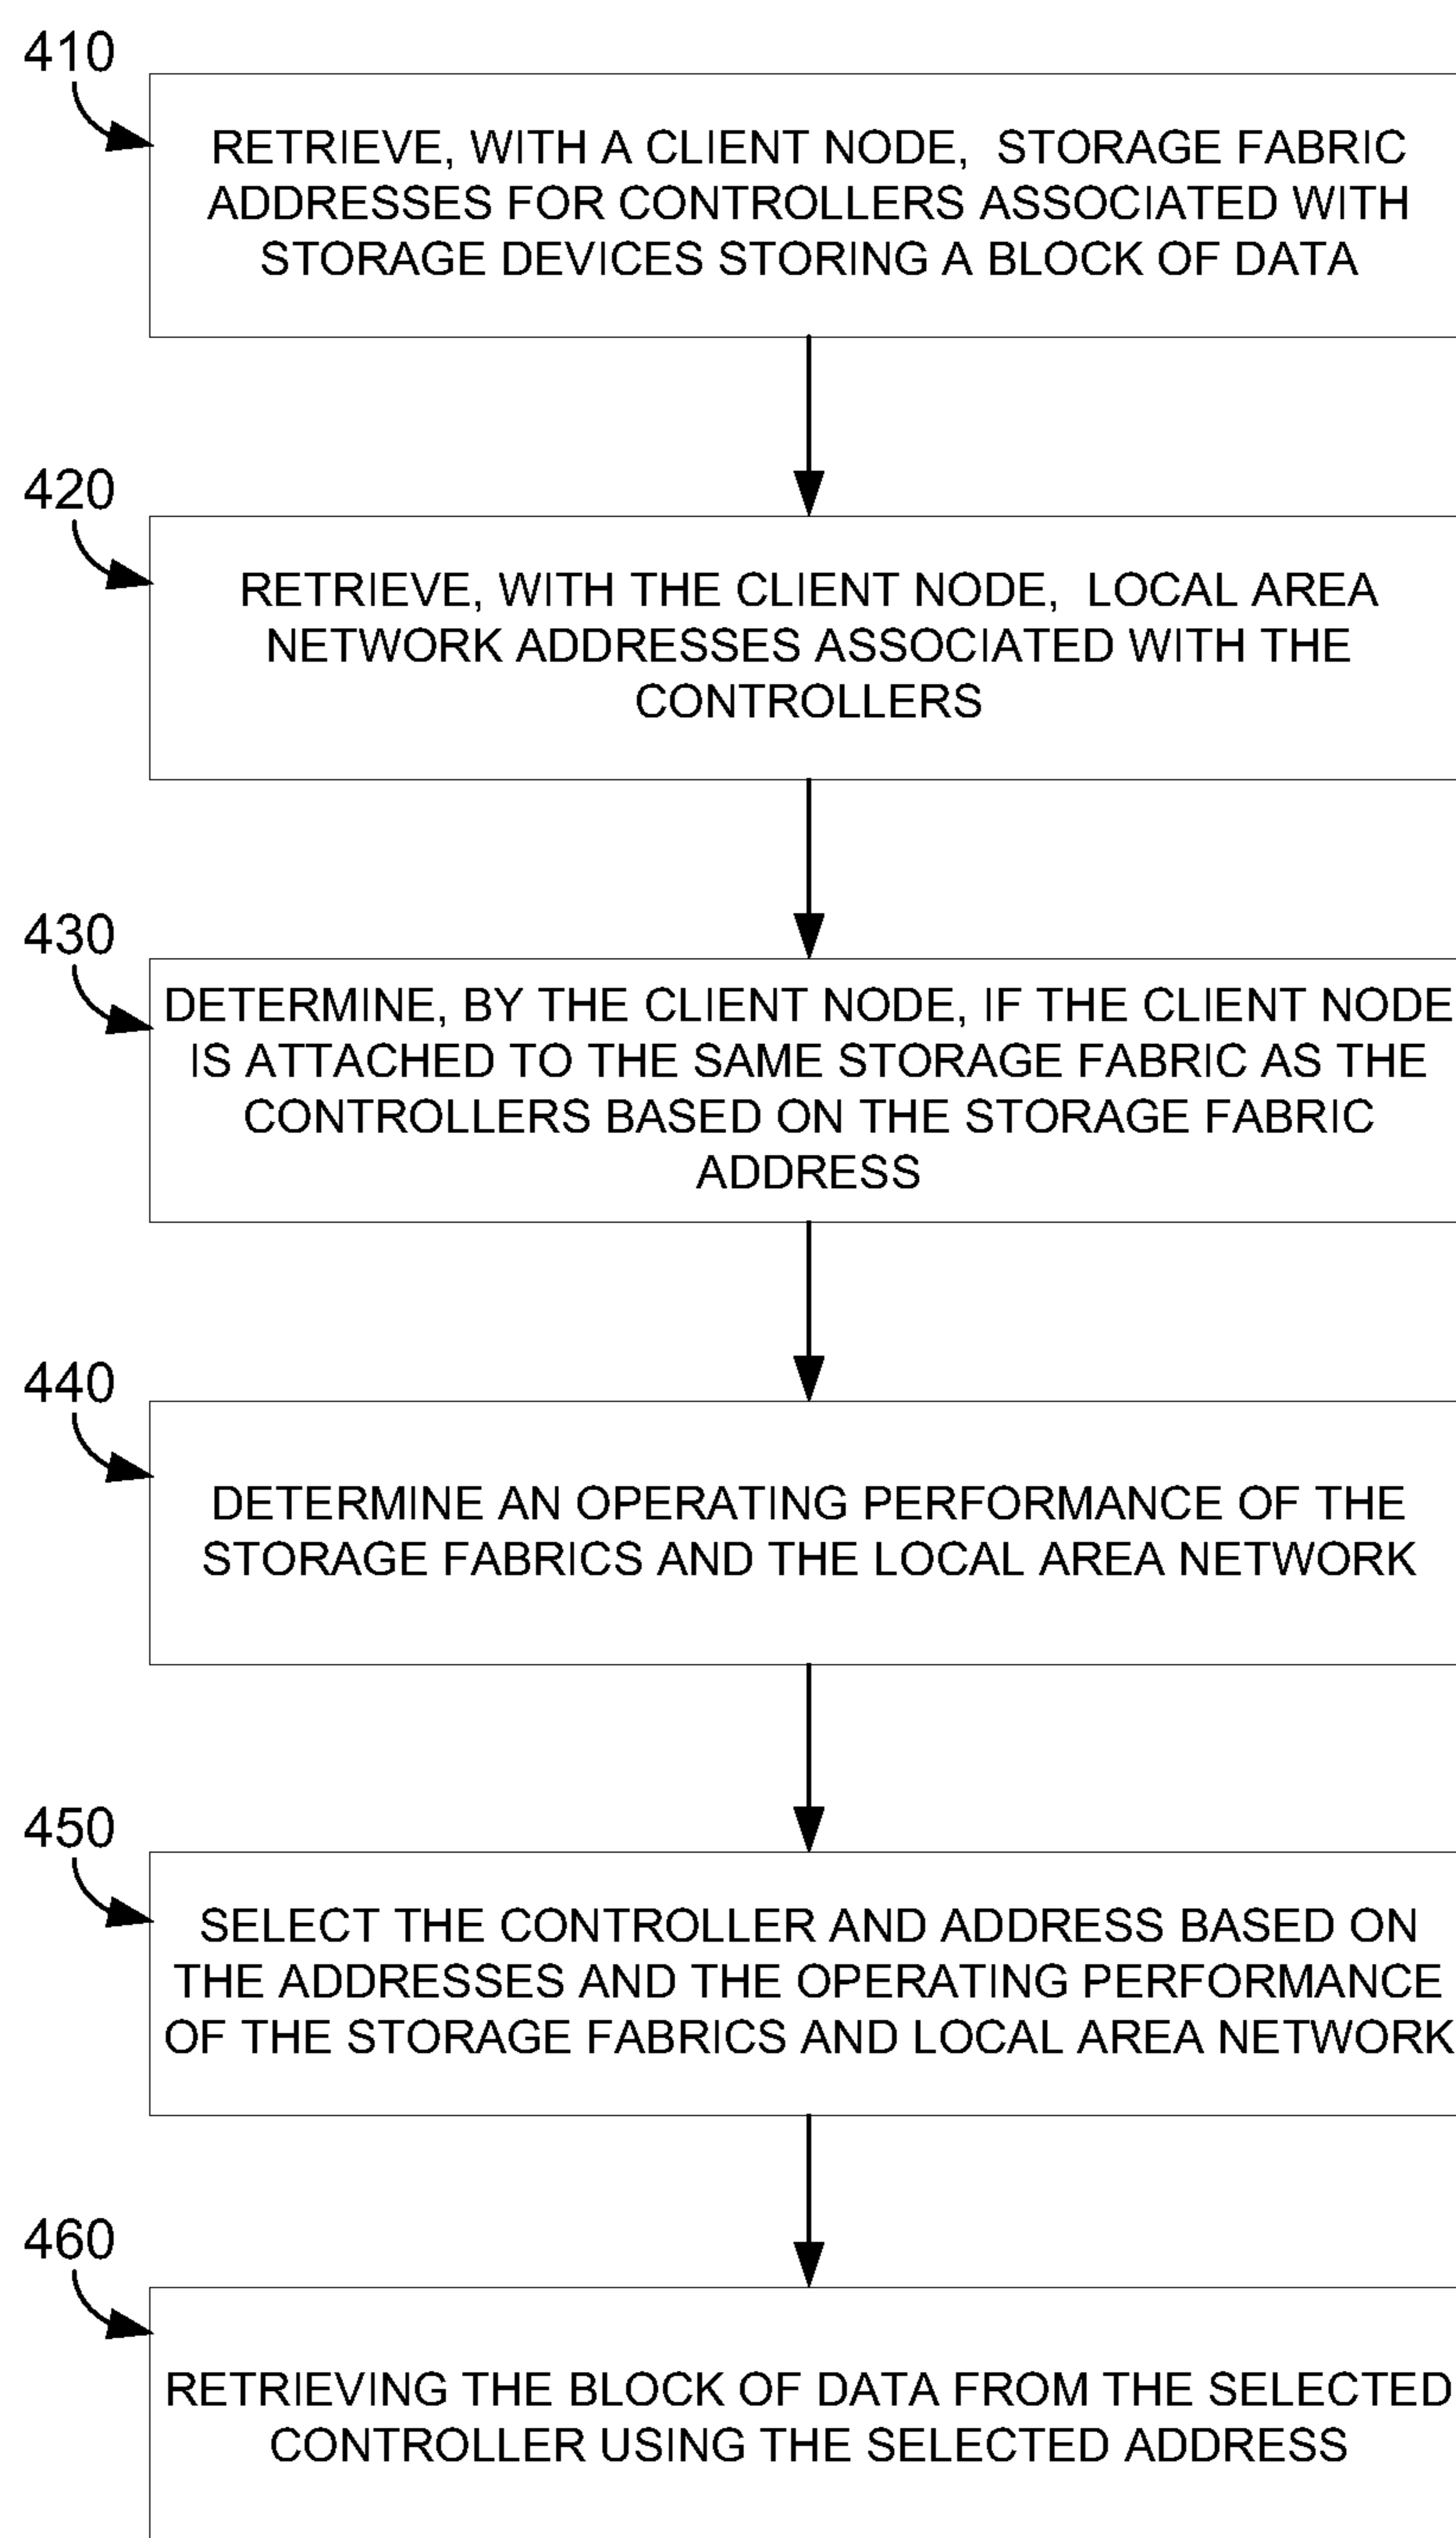 410
RETRIEVE, WITH A CLIENT NODE, STORAGE FABRIC
ADDRESSES FOR CONTROLLERS ASSOCIATED WITH
STORAGE DEVICES STORING A BLOCK OF DATA
420
RETRIEVE, WITH THE CLIENT NODE, LOCAL AREA
NETWORK ADDRESSES ASSOCIATED WITH THE
CONTROLLERS
430
DETERMINE, BY THE CLIENT NODE, IF THE CLIENT NODE
IS ATTACHED TO THE SAME STORAGE FABRIC AS THE
CONTROLLERS BASED ON THE STORAGE FABRIC
ADDRESS
440
DETERMINE AN OPERATING PERFORMANCE OF THE
STORAGE FABRICS AND THE LOCAL AREA NETWORK
450
SELECT THE CONTROLLER AND ADDRESS BASED ON
THE ADDRESSES AND THE OPERATING PERFORMANCE
OF THE STORAGE FABRICS AND LOCAL AREA NETWORK
460
RETRIEVING THE BLOCK OF DATA FROM THE SELECTED
CONTROLLER USING THE SELECTED ADDRESS